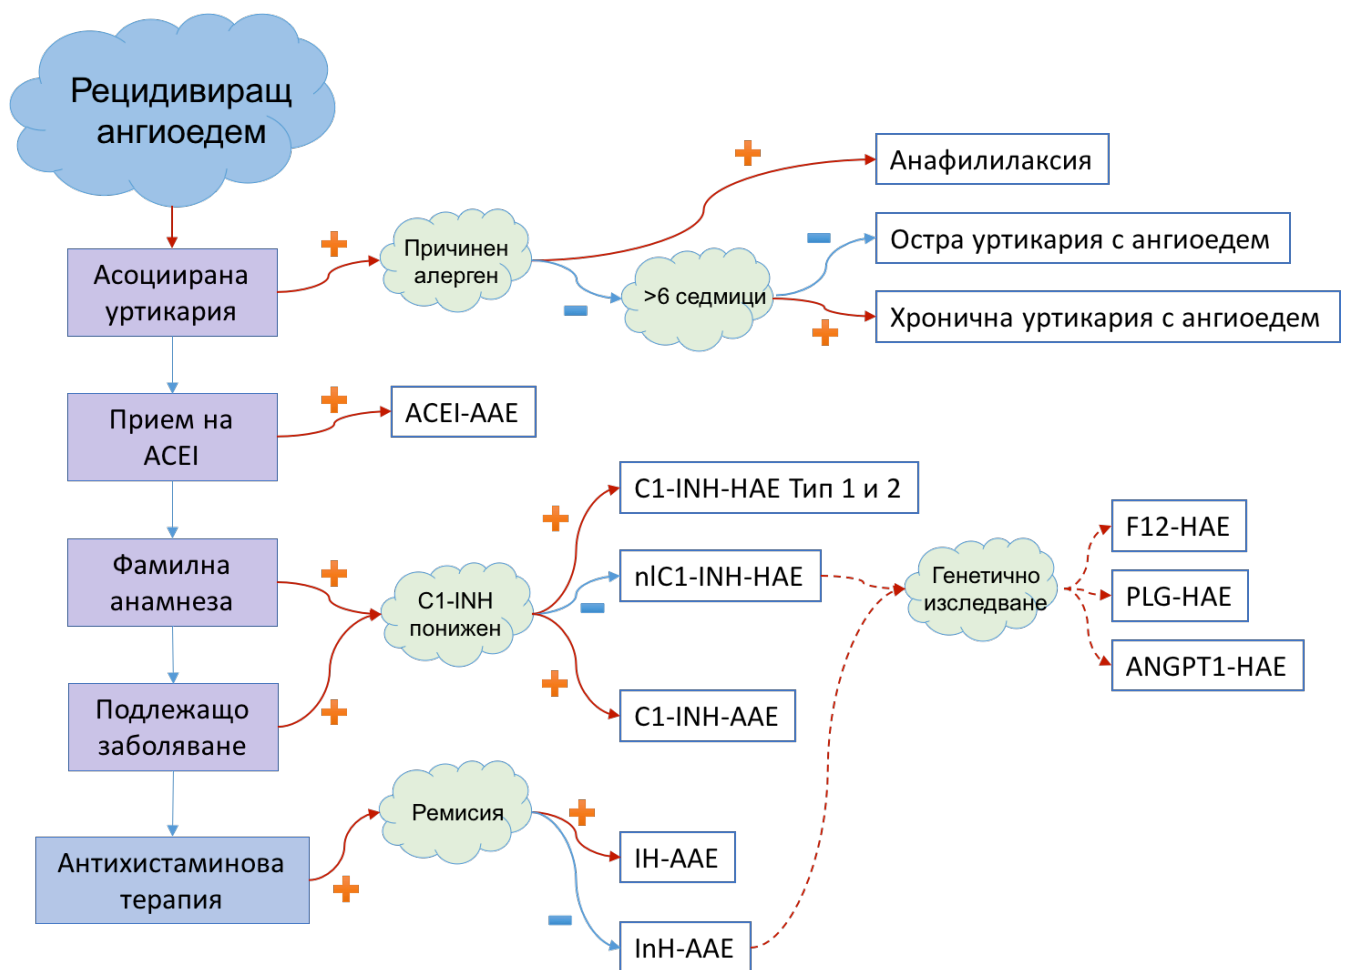 Рецидивиращ
ангиоедем
Асоциирана
уртикария
Причинен
алерген
Анафилилаксия
>6 седмици
Остра уртикария с ангиоедем
Хронична уртикария с ангиоедем
Прием на
ACEI
ACEI-AAE
Фамилна
анамнеза
C1-INH
понижен
C1-INH-HAE Тип 1 и 2
nlC1-INH-HAE
C1-INH-AAE
Генетично
изследване
F12-HAE
PLG-HAE
ANGPT1-HAE
Подлежащо
заболяване
Антихистаминова
терапия
Ремисия
IH-AAE
InH-AAE